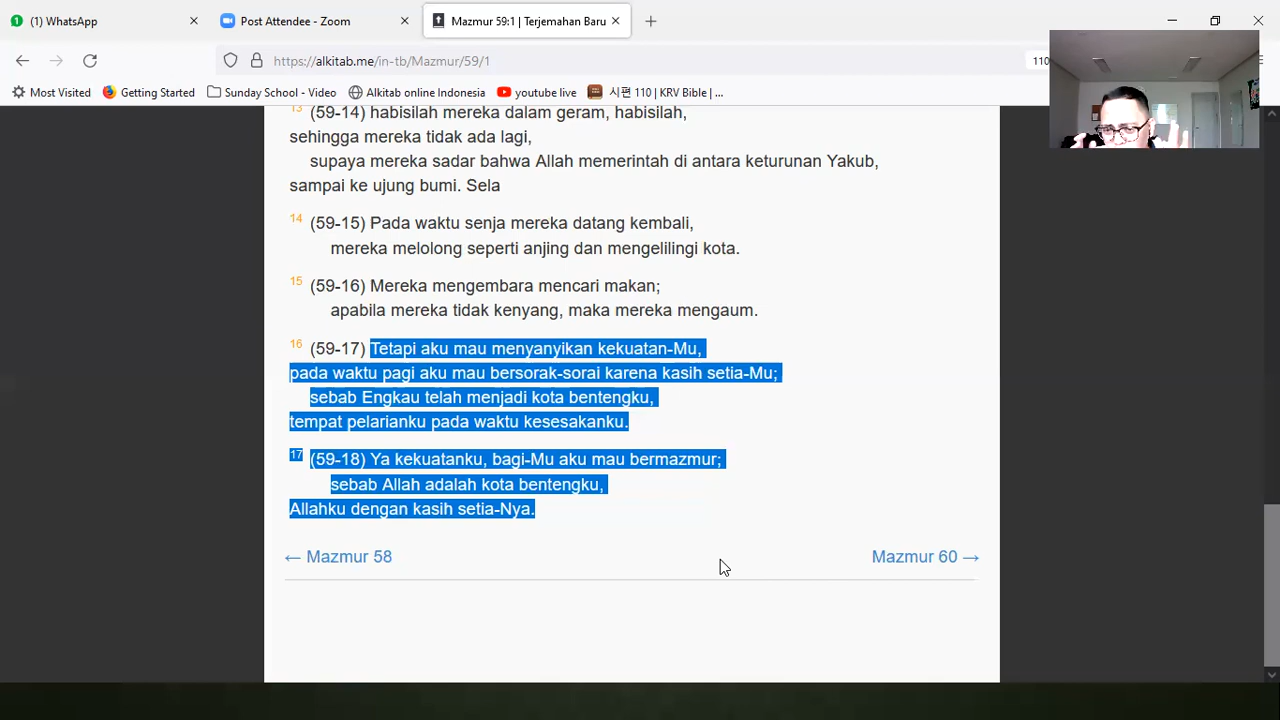 (1) WhatsApp
Post Attendee - Zoom
Mazmur 59:1 | Terjemahan Baru
https://alkitab.me/in-tb/Mazmur/59/1
110
Most Visited
Getting Started
Sunday School - Video
Alkitab online Indonesia
youtube live
시편 110 | KRV Bible | ...
13 (59-14) habisilah mereka dalam geram, habisilah,
sehingga mereka tidak ada lagi,
supaya mereka sadar bahwa Allah memerintah di antara keturunan Yakub,
sampai ke ujung bumi. Sela
14 (59-15) Pada waktu senja mereka datang kembali,
mereka melolong seperti anjing dan mengelilingi kota.
15 (59-16) Mereka mengembara mencari makan;
apabila mereka tidak kenyang, maka mereka mengaum.
16 (59-17) Tetapi aku mau menyanyikan kekuatan-Mu,
pada waktu pagi aku mau bersorak-sorai karena kasih setia-Mu;
sebab Engkau telah menjadi kota bentengku,
tempat pelarianku pada waktu kesesakanku.
17 (59-18) Ya kekuatanku, bagi-Mu aku mau bermazmur;
sebab Allah adalah kota bentengku,
Allahku dengan kasih setia-Nya.
← Mazmur 58
Mazmur 60 →